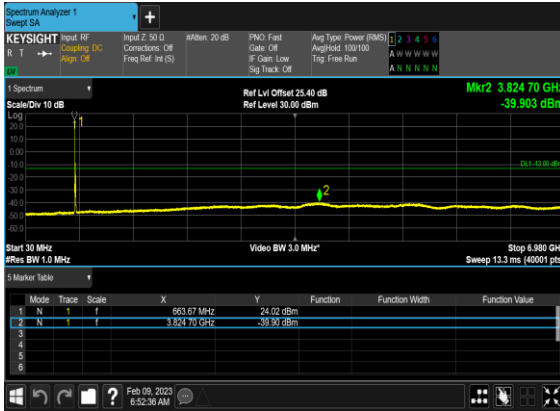 Spectrum Analyzer 1
Swept SA
+
KEYSIGHT
R T
LV
Input: RF
Coupling: DC
Align: Off
Input Z: 50 Ω
Corrections: Off
Freq Ref: Int (S)
#Atten: 20 dB
PNO: Fast
Gate: Off
IF Gain: Low
Sig Track: Off
Avg Type: Power (RMS)
Avg|Hold: 100/100
Trig: Free Run
1 2 3 4 5 6
A W W W W W
A N N N N N
1 Spectrum
Scale/Div 10 dB
Ref Lvl Offset 25.40 dB
Ref Level 30.00 dBm
Mkr2 3.824 70 GHz
-39.903 dBm
Log
1
20.0
10.0
0.00
-10.0
DL1 -13.00 dBm
-20.0
-30.0
2
-40.0
-50.0
-60.0
Start 30 MHz
#Res BW 1.0 MHz
Video BW 3.0 MHz*
Stop 6.980 GHz
Sweep 13.3 ms (40001 pts)
5 Marker Table
Mode Trace Scale X Y Function Function Width Function Value
1 N 1 f 663.67 MHz 24.02 dBm
2 N 1 f 3.824 70 GHz -39.90 dBm
3
4
5
6
?
Feb 09, 2023
6:52:36 AM